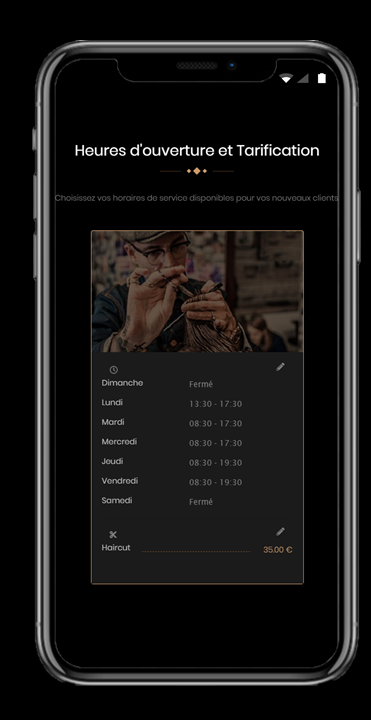 Heures d'ouverture et Tarification
Choisissez vos horaires de service disponibles pour vos nouveaux clients
Dimanche Fermé
Lundi 13:30 - 17:30
Mardi 08:30 - 17:30
Mercredi 08:30 - 17:30
Jeudi 08:30 - 19:30
Vendredi 08:30 - 19:30
Samedi Fermé
Haircut 35.00 €